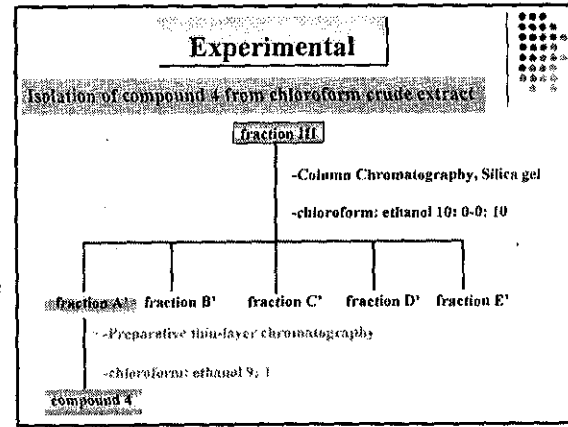 Experimental
Isolation of compound 4 from chloroform crude extract
fraction III
-Column Chromatography, Silica gel
-chloroform: ethanol 10: 0-0: 10
fraction A' fraction B' fraction C' fraction D' fraction E'
-Preparative thin-layer chromatography
-chloroform: ethanol 9: 1
compound 4